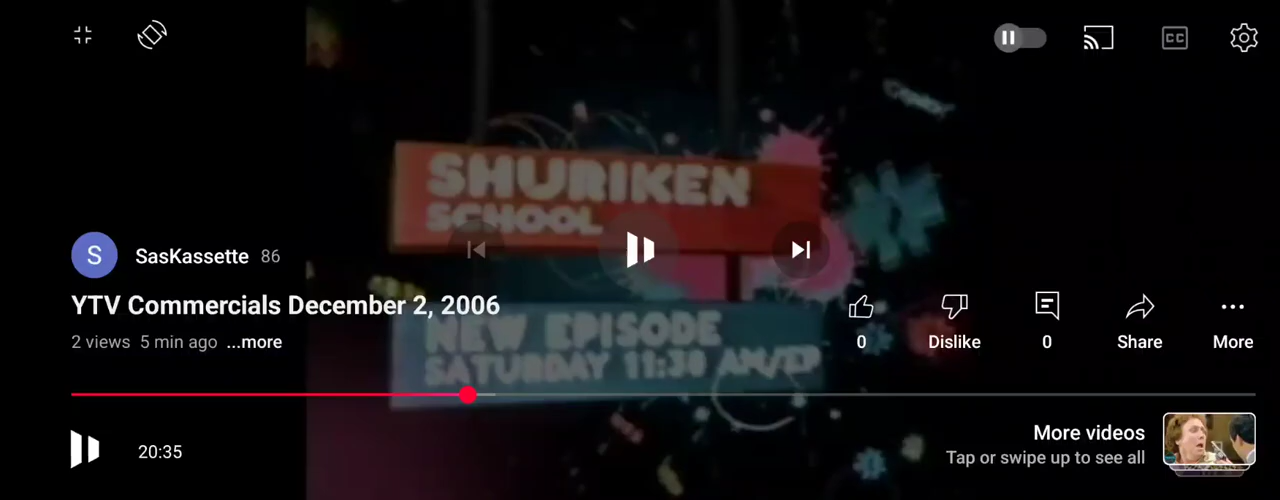 SHURIKEN
SCHOOL
S
SasKassette 86
YTV Commercials December 2, 2006
NEW EPISODE
SATURDAY 11:30 AM/EP
2 views 5 min ago ...more
0
Dislike
0
Share
More
CC
20:35
More videos
Tap or swipe up to see all